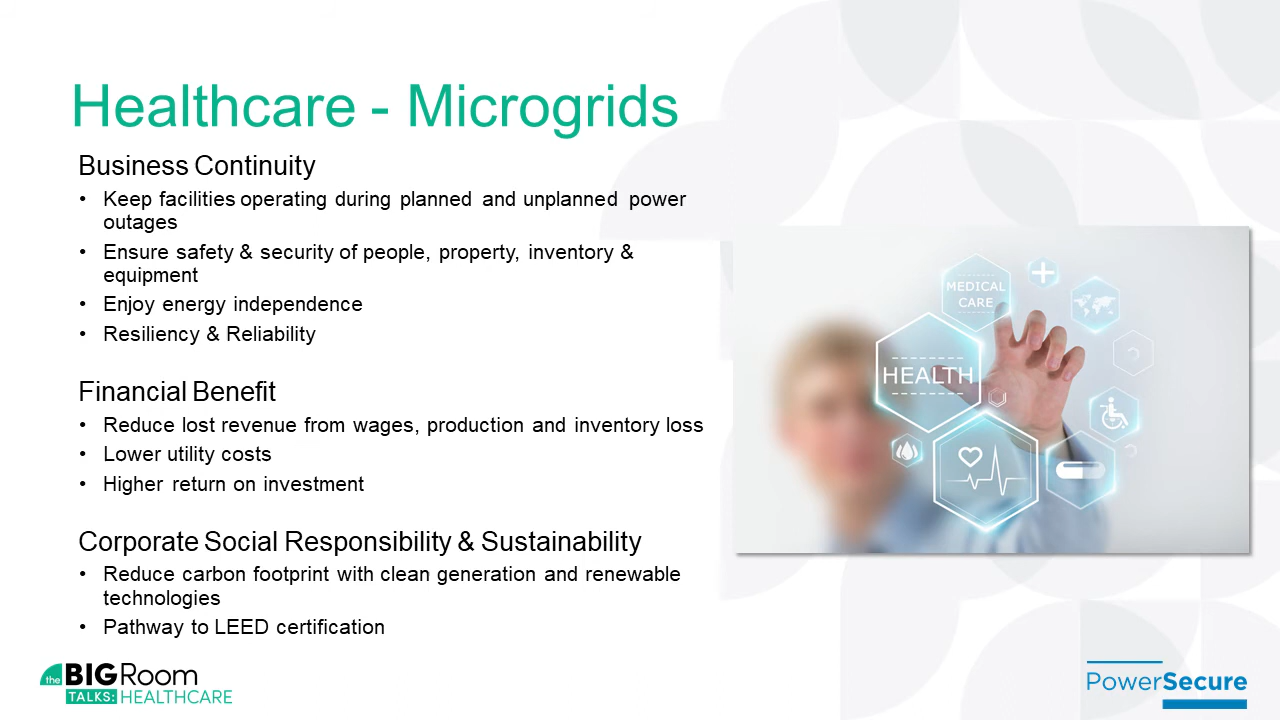 Healthcare - Microgrids
Business Continuity
• Keep facilities operating during planned and unplanned power
outages
• Ensure safety & security of people, property, inventory &
equipment
• Enjoy energy independence
• Resiliency & Reliability
Financial Benefit
• Reduce lost revenue from wages, production and inventory loss
• Lower utility costs
• Higher return on investment
Corporate Social Responsibility & Sustainability
• Reduce carbon footprint with clean generation and renewable
technologies
• Pathway to LEED certification
MEDICAL
CARE
HEALTH
the BIG Room
TALKS: HEALTHCARE
PowerSecure